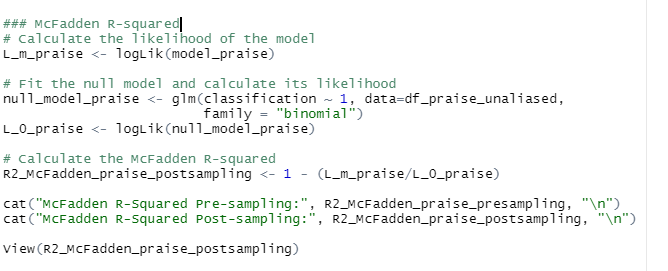 ### McFadden R-squared
# Calculate the likelihood of the model
L_m_praise <- logLik(model_praise)
# Fit the null model and calculate its likelihood
null_model_praise <- glm(classification ~ 1, data=df_praise_unaliased,
family = "binomial")
L_0_praise <- logLik(null_model_praise)
# Calculate the McFadden R-squared
R2_McFadden_praise_postsampling <- 1 - (L_m_praise/L_0_praise)
cat("McFadden R-Squared Pre-sampling:", R2_McFadden_praise_presampling, "\n")
cat("McFadden R-Squared Post-sampling:", R2_McFadden_praise_postsampling, "\n")
View(R2_McFadden_praise_postsampling)